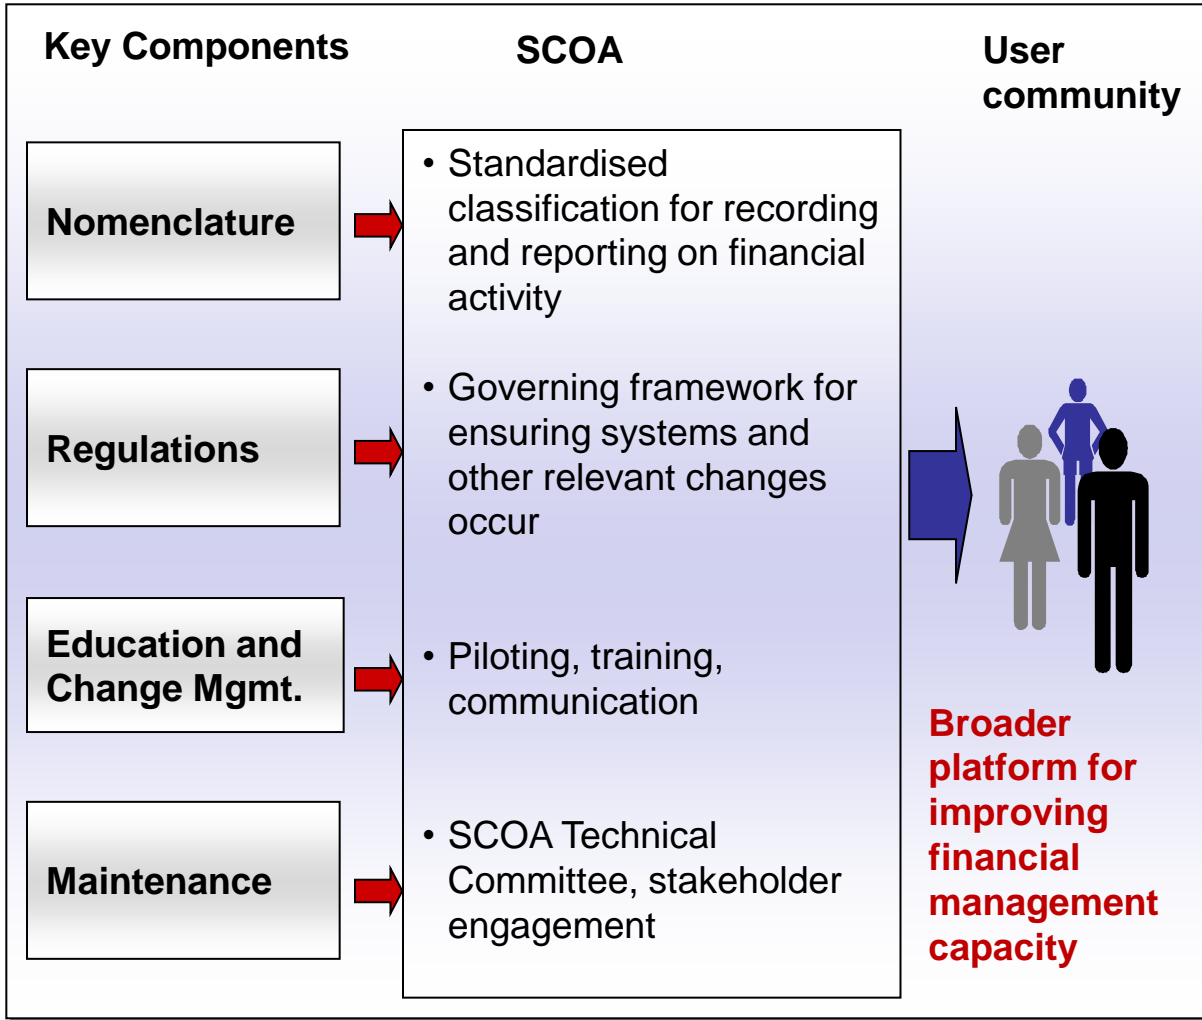 Key Components
SCOA
User
community
Nomenclature
• Standardised
classification for recording
and reporting on financial
activity
Regulations
• Governing framework for
ensuring systems and
other relevant changes
occur
Education and
Change Mgmt.
• Piloting, training,
communication
Maintenance
• SCOA Technical
Committee, stakeholder
engagement
Broader
platform for
improving
financial
management
capacity